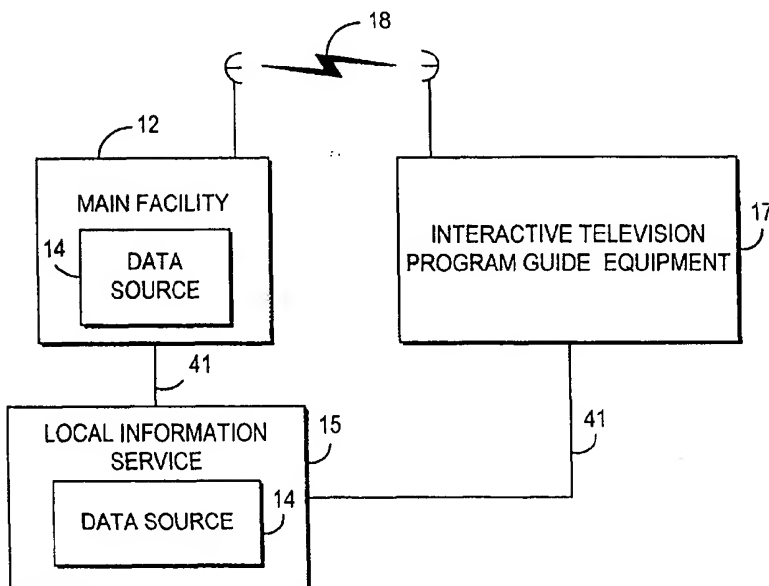 18
12
MAIN FACILITY
14
DATA
SOURCE
INTERACTIVE TELEVISION
PROGRAM GUIDE EQUIPMENT
17
41
LOCAL INFORMATION
SERVICE
15
41
DATA SOURCE
14